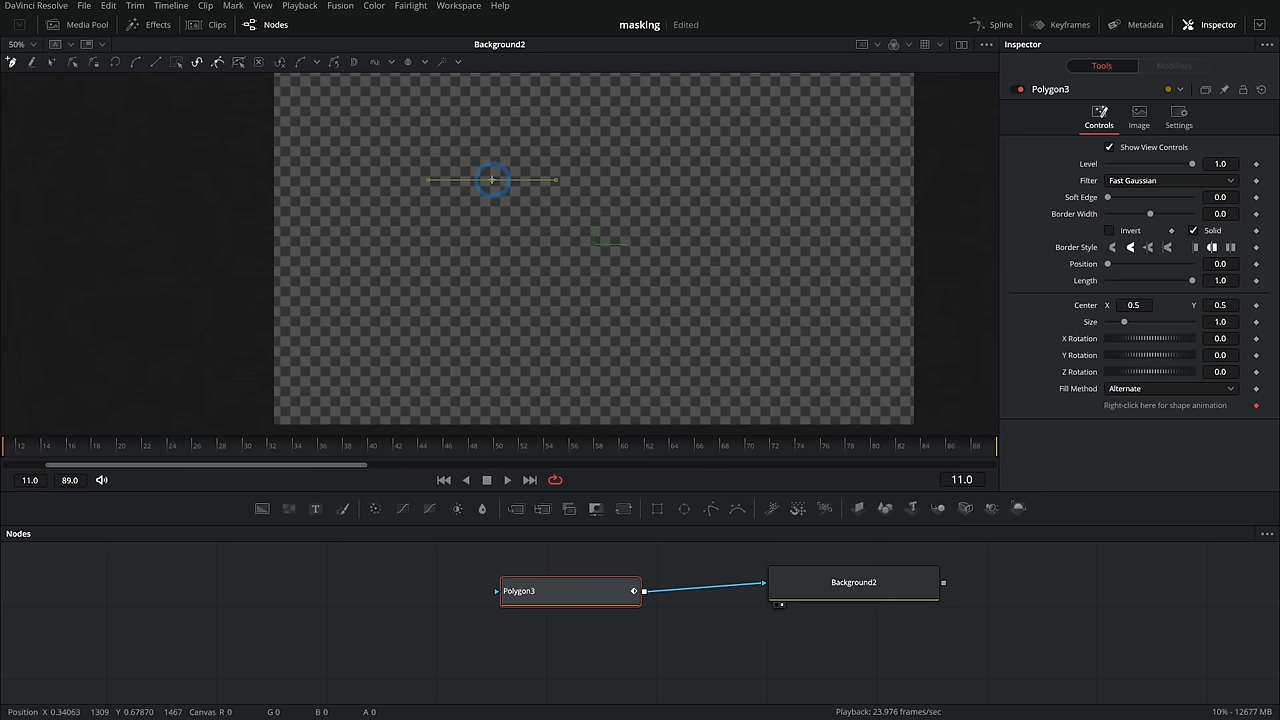 DaVinci Resolve File Edit Trim Timeline Clip Mark View Playback Fusion Color Fairlight Workspace Help
Media Pool Effects Clips Nodes masking Edited Spline Keyframes Metadata Inspector
50% Background2 Inspector
Tools Modifiers
Polygon3
Controls Image Settings
Show View Controls
Level 1.0
Filter Fast Gaussian
Soft Edge 0.0
Border Width 0.0
Invert Solid
Border Style
Position 0.0
Length 1.0
Center X 0.5 Y 0.5
Size 1.0
X Rotation 0.0
Y Rotation 0.0
Z Rotation 0.0
Fill Method Alternate
Right-click here for shape animation
12 14 16 18 20 22 24 26 28 30 32 34 36 38 40 42 44 46 48 50 52 54 56 58 60 62 64 66 68 70 72 74 76 78 80 82 84 86 88
11.0 89.0 11.0
T
Nodes
Polygon3 Background2
Position X 0.34063 1309 Y 0.67870 1467 Canvas R 0 G 0 B 0 A 0 Playback: 23.976 frames/sec 10% - 12677 MB